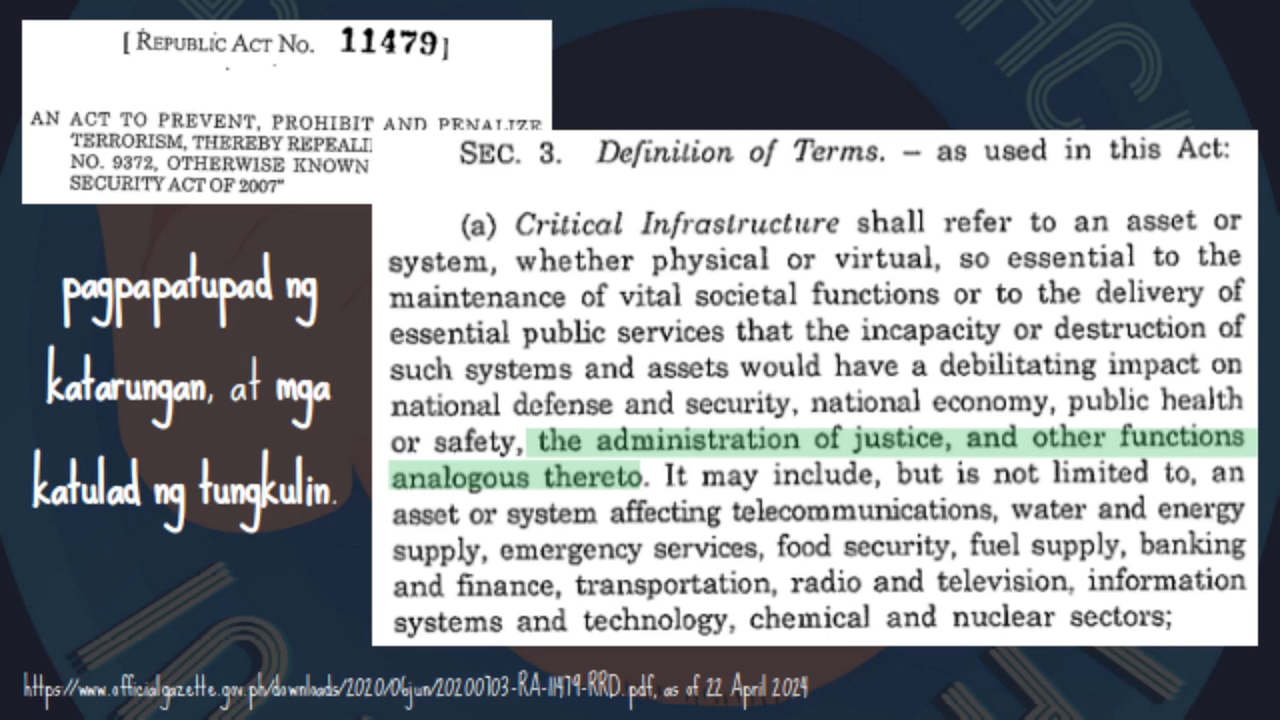 [ REPUBLIC ACT NO. 11479 ]
AN ACT TO PREVENT, PROHIBIT AND PENALIZE
TERRORISM, THEREBY REPEALI
NO. 9372, OTHERWISE KNOWN
SECURITY ACT OF 2007"
SEC. 3. Definition of Terms. – as used in this Act:
(a) Critical Infrastructure shall refer to an asset or
system, whether physical or virtual, so essential to the
maintenance of vital societal functions or to the delivery of
essential public services that the incapacity or destruction of
such systems and assets would have a debilitating impact on
national defense and security, national economy, public health
or safety, the administration of justice, and other functions
analogous thereto. It may include, but is not limited to, an
asset or system affecting telecommunications, water and energy
supply, emergency services, food security, fuel supply, banking
and finance, transportation, radio and television, information
systems and technology, chemical and nuclear sectors;
pagpapatupad ng
katarungan, at mga
katulad ng tungkulin.
https://www.officialgazette.gov.ph/downloads/2020/06jun/20200703-RA-11479-RRD.pdf, as of 22 April 2024